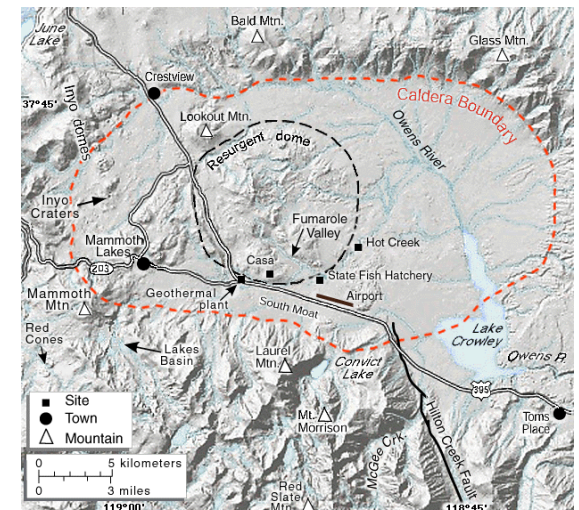 June
Lake
Bald Mtn.
Glass Mtn.
Crestview
37°45'
Caldera Boundary
Inyo domes
Lookout Mtn.
Resurgent dome
Owens River
Inyo
Craters
Fumarole
Valley
Hot Creek
Mammoth
Lakes
Casa
State Fish Hatchery
203
Geothermal
plant
Airport
South Moat
Mammoth
Mtn.
Red
Cones
Lakes
Basin
Laurel
Mtn.
Convict
Lake
Lake
Crowley
Owens R.
395
Toms
Place
Mt.
Morrison
McGee Crk.
Hilton Creek Fault
Site
Town
Mountain
0 5 kilometers
0 3 miles
Red
Slate
Mtn.
119°00'
118°45'